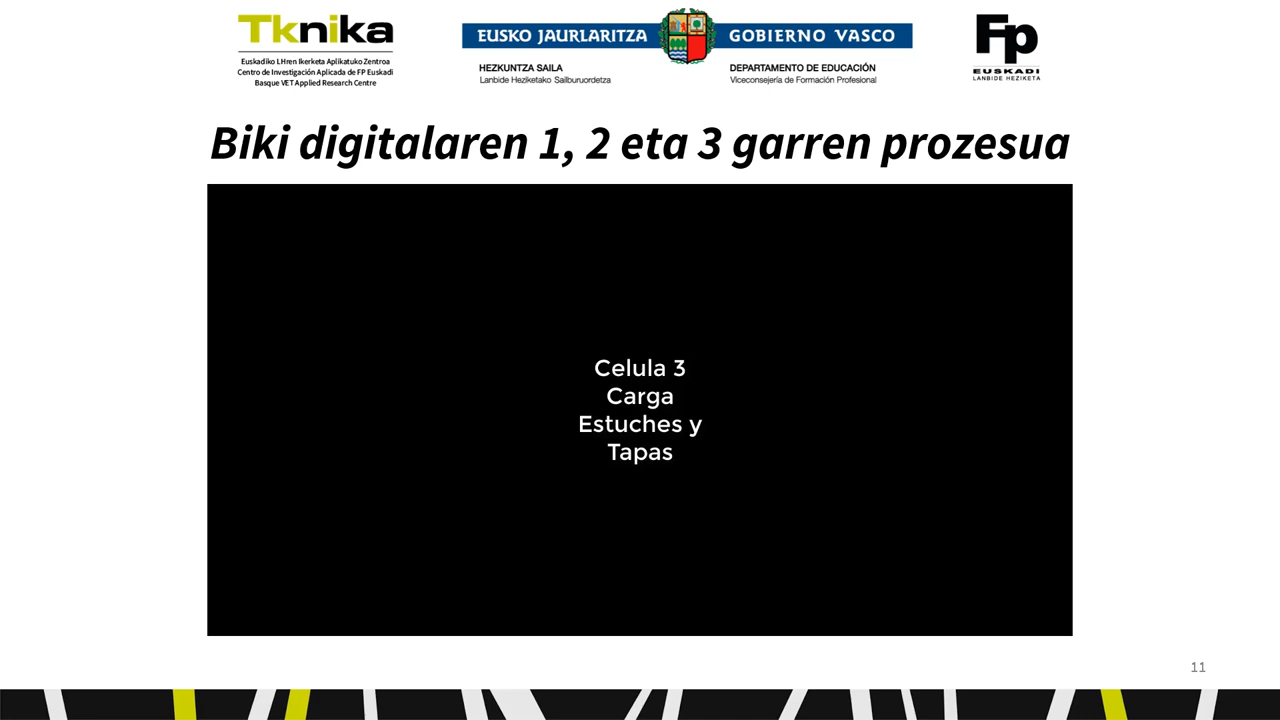 Tknika
Euskadiko LHren Ikerketa Aplikatuko Zentroa
Centro de Investigación Aplicada de FP Euskadi
Basque VET Applied Research Centre
EUSKO JAURLARITZA
GOBIERNO VASCO
HEZKUNTZA SAILA
Lanbide Heziketako Sailburuordetza
DEPARTAMENTO DE EDUCACIÓN
Viceconsejería de Formación Profesional
Fp
EUSKADI
LANBIDE HEZIKETA
Biki digitalaren 1, 2 eta 3 garren prozesua
Celula 3
Carga
Estuches y
Tapas
11